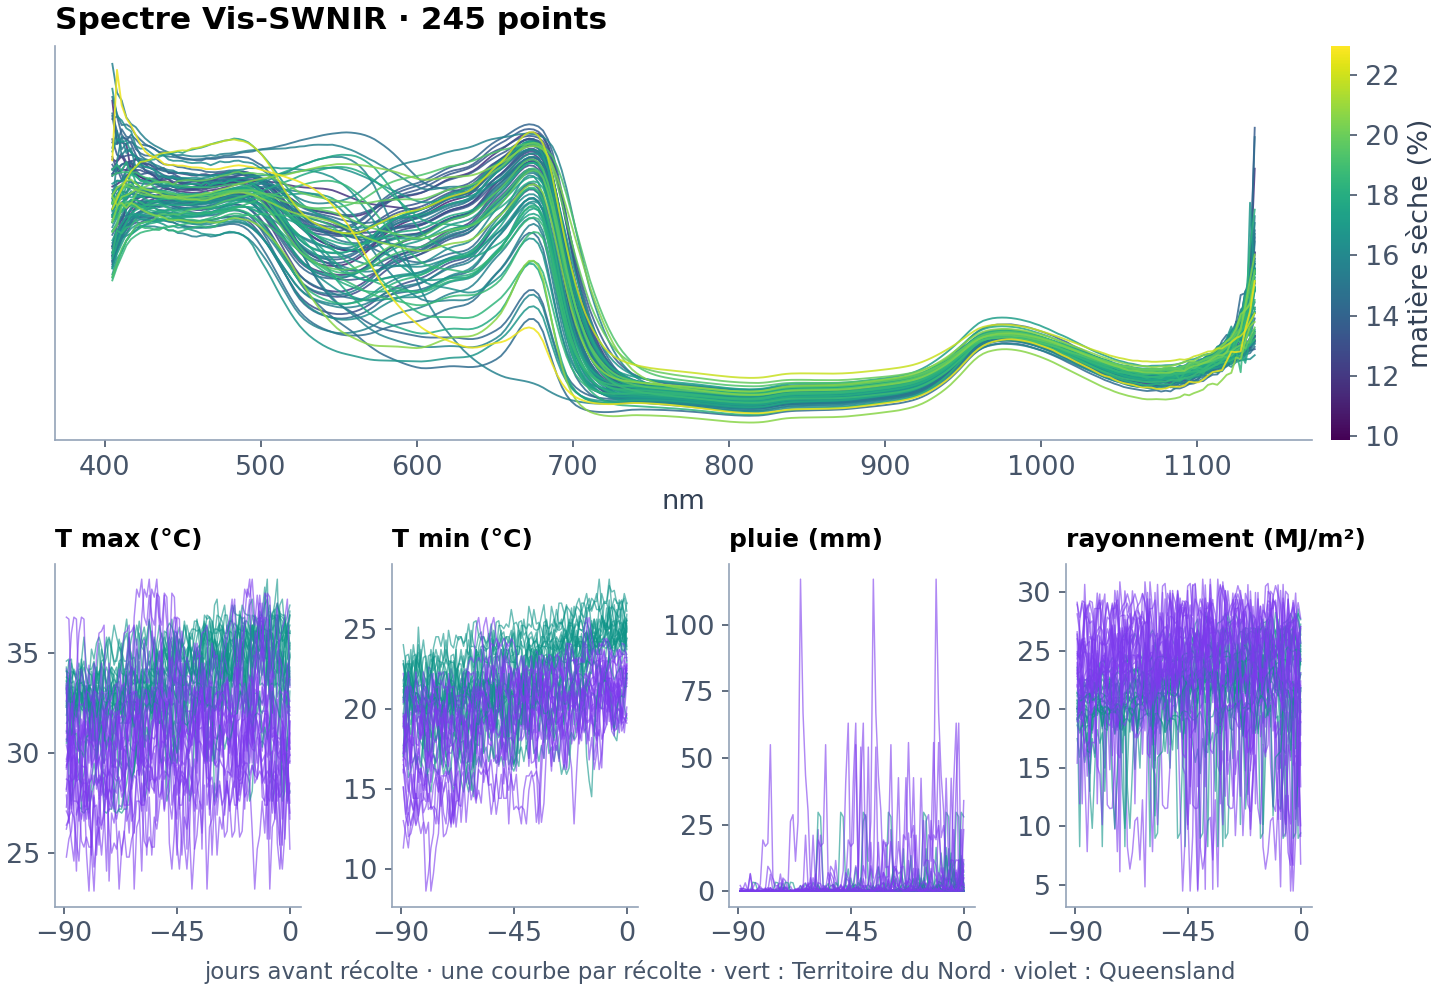 Spectre Vis-SWNIR · 245 points
22
20
18
16
14
12
10
matière sèche (%)
400 500 600 700 800 900 1000 1100
nm
T max (°C)
35
30
25
−90 −45 0
T min (°C)
25
20
15
10
−90 −45 0
pluie (mm)
100
75
50
25
0
−90 −45 0
rayonnement (MJ/m²)
30
25
20
15
10
5
−90 −45 0
jours avant récolte · une courbe par récolte · vert : Territoire du Nord · violet : Queensland